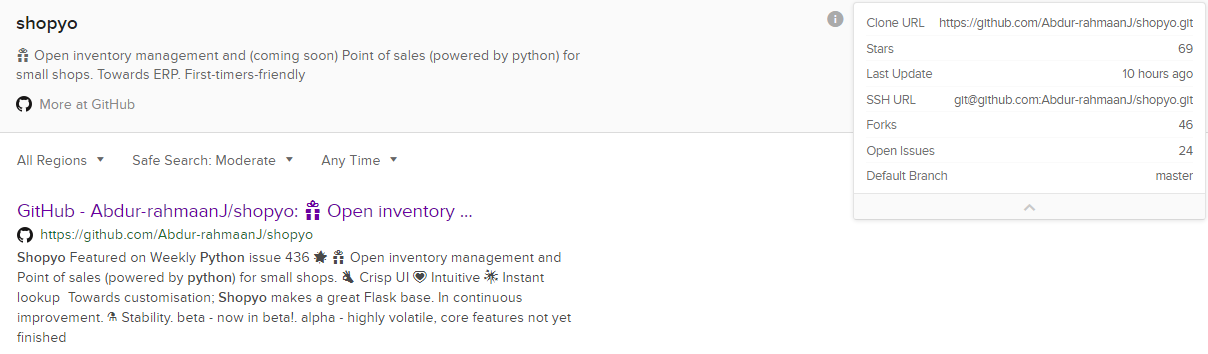 shopyo
🎁 Open inventory management and (coming soon) Point of sales (powered by python) for
small shops. Towards ERP. First-timers-friendly
More at GitHub
Clone URL https://github.com/Abdur-rahmaanJ/shopyo.git
Stars 69
Last Update 10 hours ago
SSH URL git@github.com:Abdur-rahmaanJ/shopyo.git
Forks 46
Open Issues 24
Default Branch master
All Regions Safe Search: Moderate Any Time
GitHub - Abdur-rahmaanJ/shopyo: 🎁 Open inventory ...
https://github.com/Abdur-rahmaanJ/shopyo
Shopyo Featured on Weekly Python issue 436 🍁 🎁 Open inventory management and
Point of sales (powered by python) for small shops. 👌 Crisp UI 💗 Intuitive 🎇 Instant
lookup Towards customisation; Shopyo makes a great Flask base. In continuous
improvement. ⚗ Stability. beta - now in beta!. alpha - highly volatile, core features not yet
finished